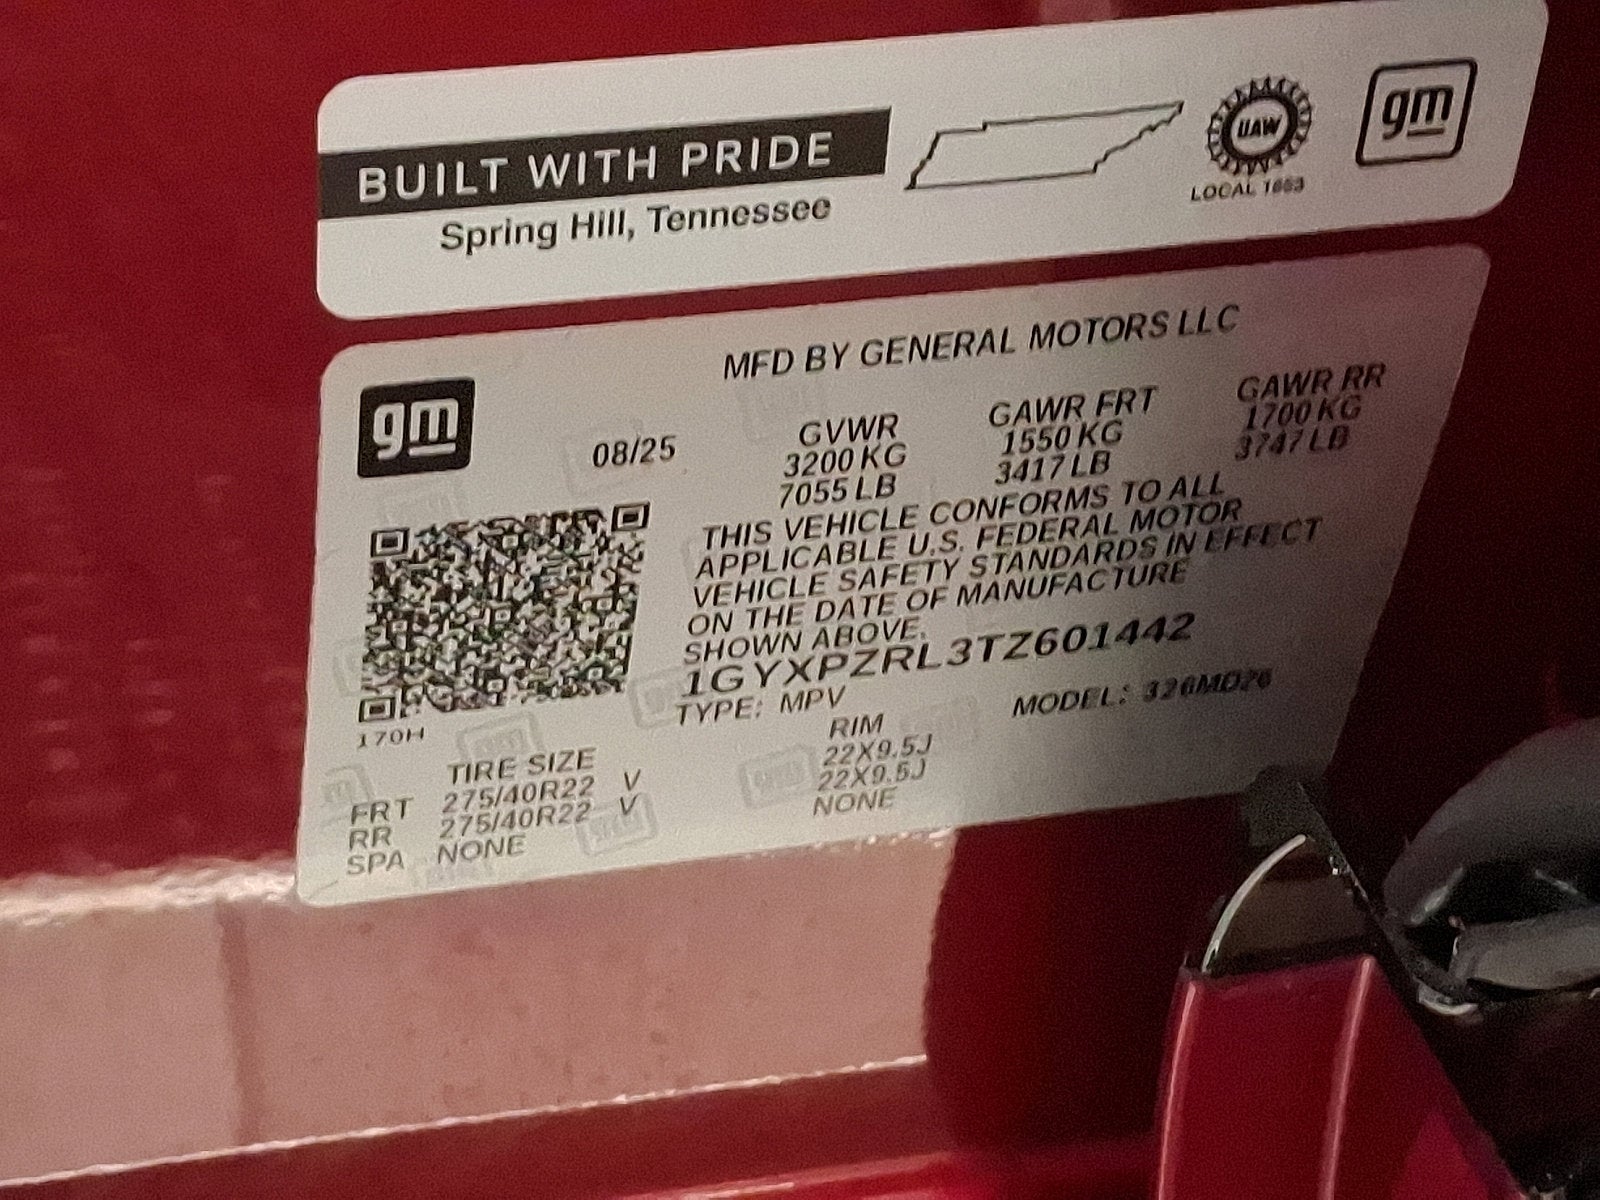 BUILT WITH PRIDE
Spring Hill, Tennessee
UAW
LOCAL 1853
gm
MFD BY GENERAL MOTORS LLC
gm
08/25
GVWR
3200 KG
7055 LB
GAWR FRT
1550 KG
3417 LB
GAWR RR
1700 KG
3747 LB
THIS VEHICLE CONFORMS TO ALL
APPLICABLE U.S. FEDERAL MOTOR
VEHICLE SAFETY STANDARDS IN EFFECT
ON THE DATE OF MANUFACTURE
SHOWN ABOVE.
1GYXPZRL3TZ601442
TYPE: MPV
MODEL: 326MD26
170H
TIRE SIZE RIM
FRT 275/40R22 V 22X9.5J
RR 275/40R22 V 22X9.5J
SPA NONE NONE